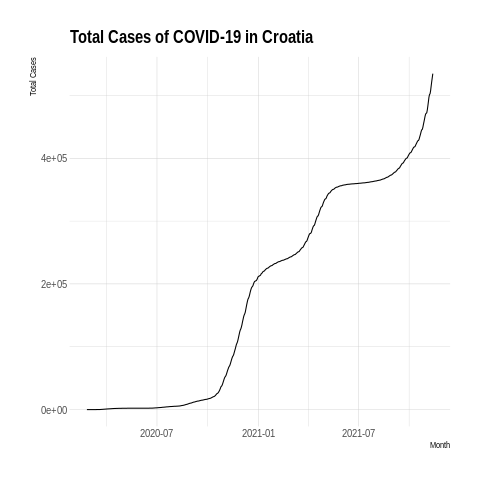 Total Cases of COVID-19 in Croatia
Total Cases
4e+05
2e+05
0e+00
2020-07
2021-01
2021-07
Month